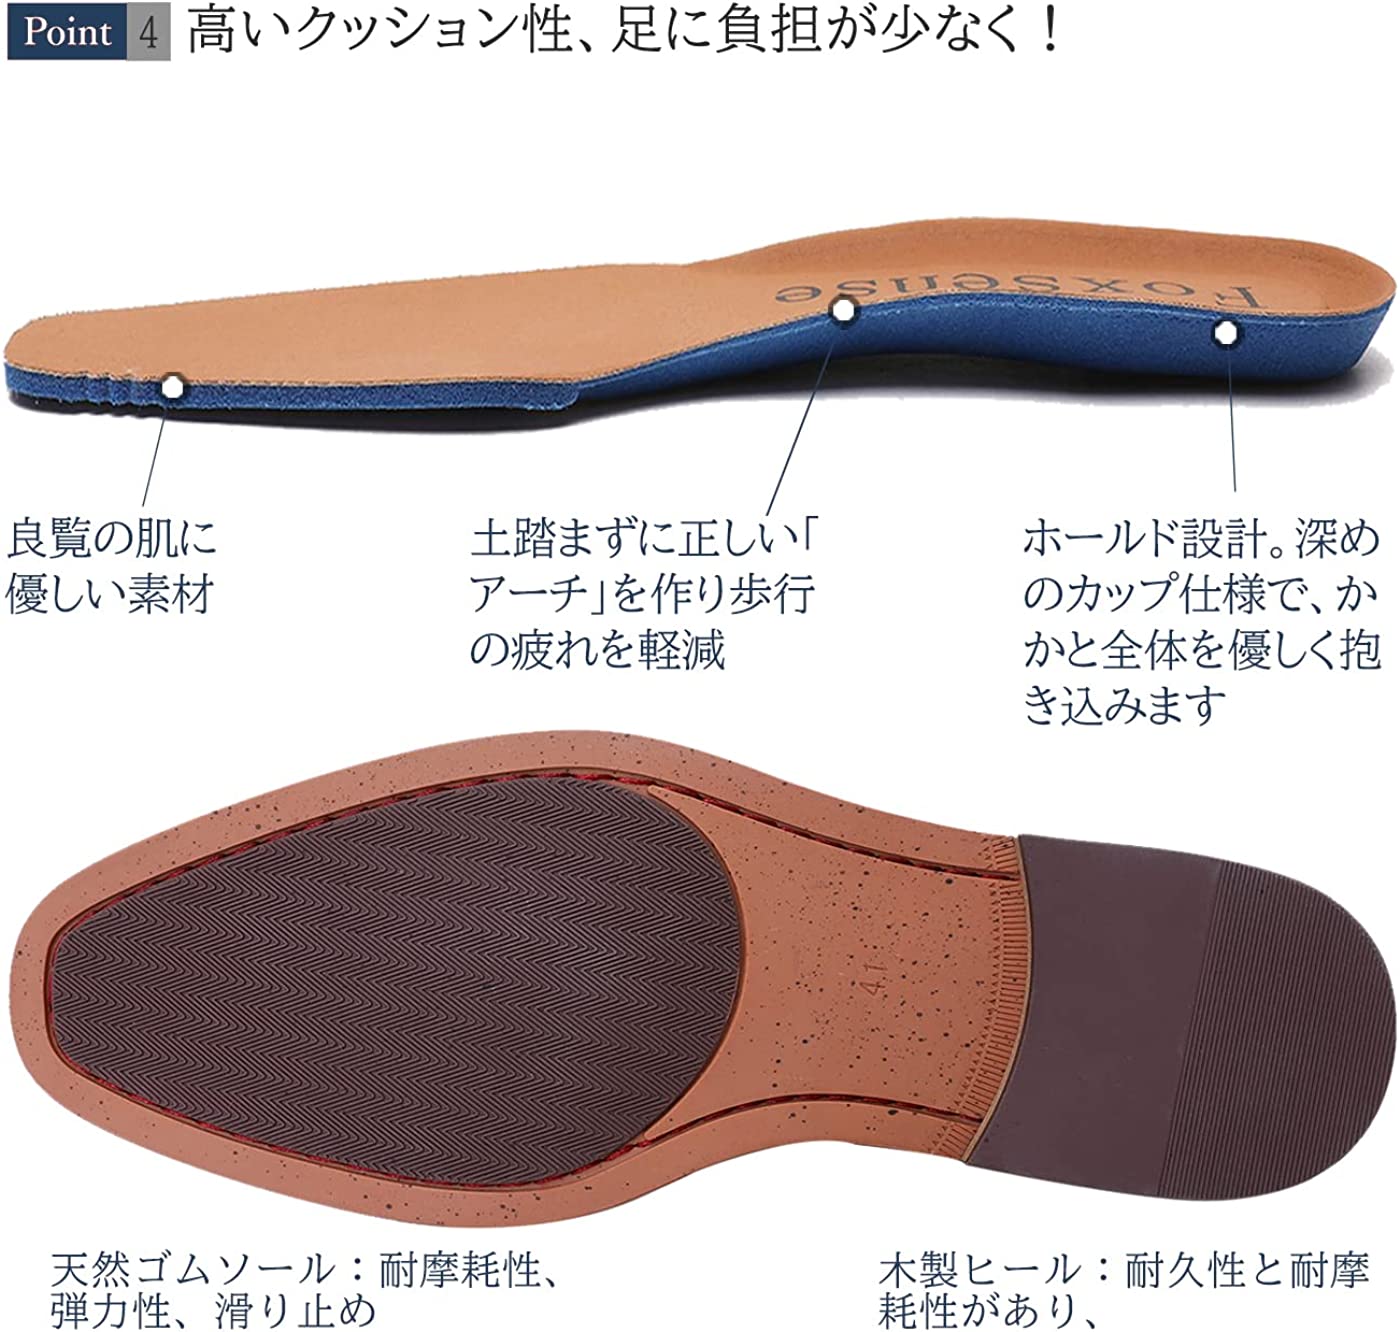 Point 4 高いクッション性、足に負担が少なく！
FoxSense
良覧の肌に
優しい素材
土踏まずに正しい「
アーチ」を作り歩行
の疲れを軽減
ホールド設計。深め
のカップ仕様で、か
かと全体を優しく抱
き込みます
41
天然ゴムソール：耐摩耗性、
弾力性、滑り止め
木製ヒール：耐久性と耐摩
耗性があり、